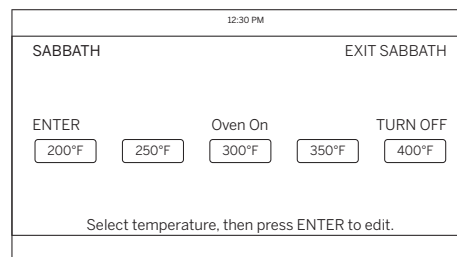 12:30 PM
SABBATH EXIT SABBATH
ENTER Oven On TURN OFF
200°F 250°F 300°F 350°F 400°F
Select temperature, then press ENTER to edit.